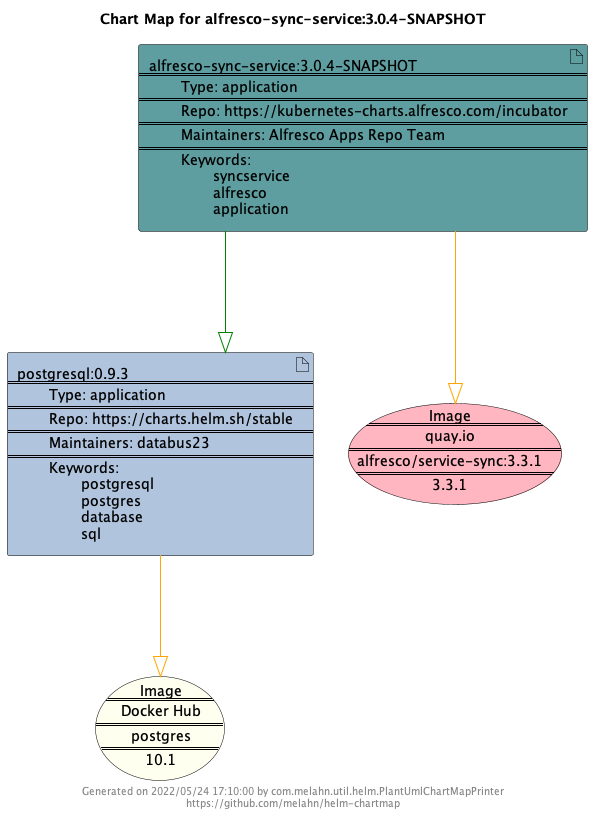 Chart Map for alfresco-sync-service:3.0.4-SNAPSHOT
alfresco-sync-service:3.0.4-SNAPSHOT
Type: application
Repo: https://kubernetes-charts.alfresco.com/incubator
Maintainers: Alfresco Apps Repo Team
Keywords:
syncservice
alfresco
application
postgresql:0.9.3
Type: application
Repo: https://charts.helm.sh/stable
Maintainers: databus23
Keywords:
postgresql
postgres
database
sql
Image
quay.io
alfresco/service-sync:3.3.1
3.3.1
Image
Docker Hub
postgres
10.1
Generated on 2022/05/24 17:10:00 by com.melahn.util.helm.PlantUmlChartMapPrinter
https://github.com/melahn/helm-chartmap